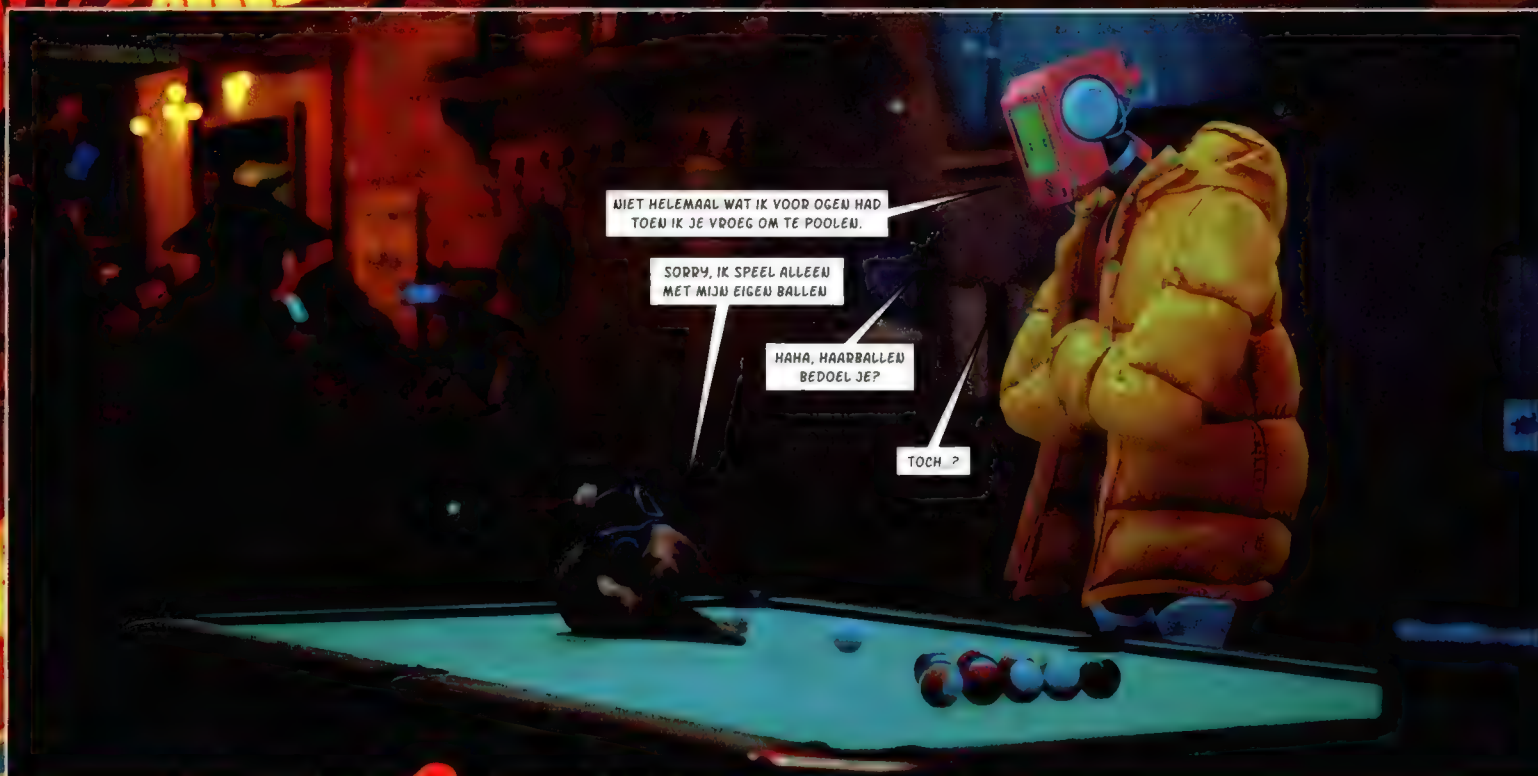 NIET HELEMAAL WAT IK VOOR OGEN HAD
TOEN IK JE VROEG OM TE POOLEN.
SORRY, IK SPEEL ALLEEN
MET MIJN EIGEN BALLEN
HAHA, HAARBALLEN
BEDOEL JE?
TOCH ?